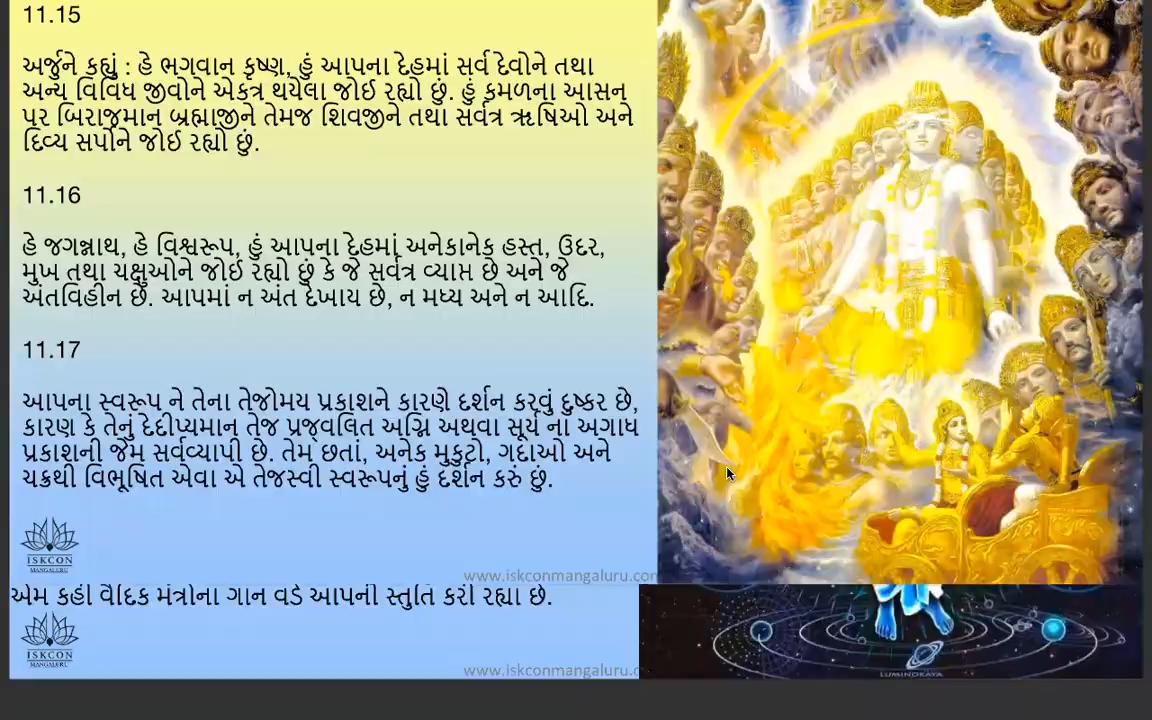 11.15
અર્જુને કહ્યું : હે ભગવાન કૃષ્ણ, હું આપના દેહમાં સર્વ દેવોને તથા
અન્ય વિવિધ જીવોને એકત્ર થયેલા જોઈ રહ્યો છું. હું કમળના આસન
પર બિરાજમાન બ્રહ્માજીને તેમજ શિવજીને તથા સર્વત્ર ઋષિઓ અને
દિવ્ય સર્પોને જોઈ રહ્યો છું.
11.16
હે જગન્નાથ, હે વિશ્વરૂપ, હું આપના દેહમાં અનેકાનેક હસ્ત, ઉદર,
મુખ તથા ચક્ષુઓને જોઈ રહ્યો છું કે જે સર્વત્ર વ્યાપ્ત છે અને જે
અંતવિહીન છે. આપમાં ન અંત દેખાય છે, ન મધ્ય અને ન આદિ.
11.17
આપના સ્વરૂપ ને તેના તેજોમય પ્રકાશને કારણે દર્શન કરવું દુષ્કર છે,
કારણ કે તેનું દેદીપ્યમાન તેજ પ્રજ્વલિત અગ્નિ અથવા સૂર્ય ના અગાધ
પ્રકાશની જેમ સર્વવ્યાપી છે. તેમ છતાં, અનેક મુકુટો, ગદાઓ અને
ચક્રથી વિભૂષિત એવા એ તેજસ્વી સ્વરૂપનું હું દર્શન કરું છું.
ISKCON
MANGALURU
www.iskconmangaluru.com
એમ કહી વૈદિક મંત્રોના ગાન વડે આપની સ્તુતિ કરી રહ્યા છે.
ISKCON
MANGALURU
www.iskconmangaluru.c
LUMINOKAYA